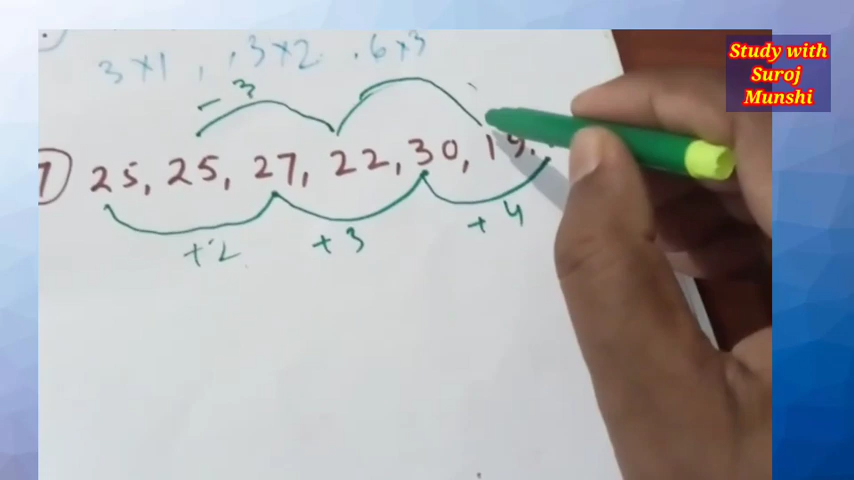 Study with
Suroj
Munshi
3×1, ,3×2 .6×3
-3
25, 25, 27, 22, 30, 19.
+2 +3 +4